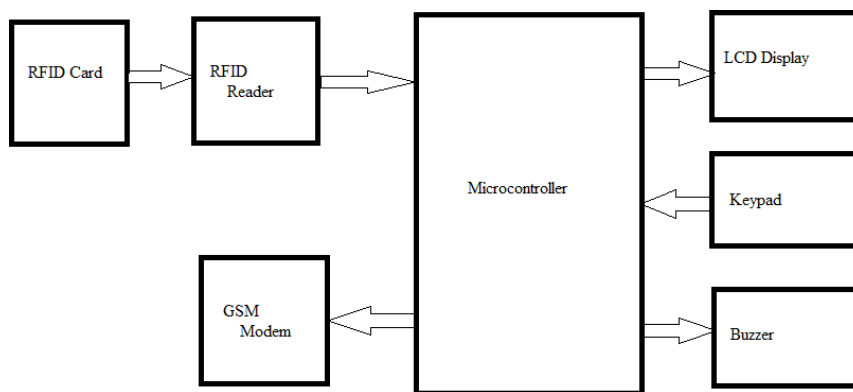 RFID Card
RFID
Reader
LCD Display
Microcontroller
Keypad
GSM
Modem
Buzzer